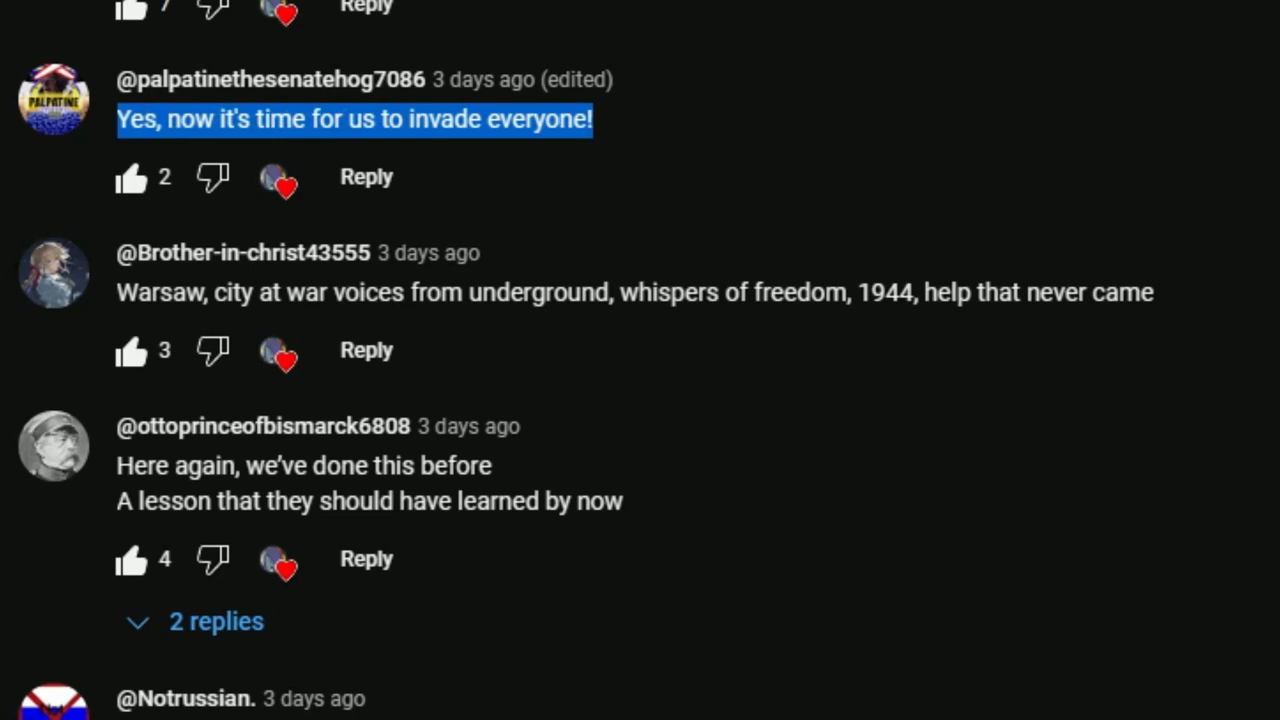 7 Reply
@palpatinethesenatehog7086 3 days ago (edited)
PALPATINE
Yes, now it's time for us to invade everyone!
2 Reply
@Brother-in-christ43555 3 days ago
Warsaw, city at war voices from underground, whispers of freedom, 1944, help that never came
3 Reply
@ottoprinceofbismarck6808 3 days ago
Here again, we’ve done this before
A lesson that they should have learned by now
4 Reply
2 replies
@Notrussian. 3 days ago